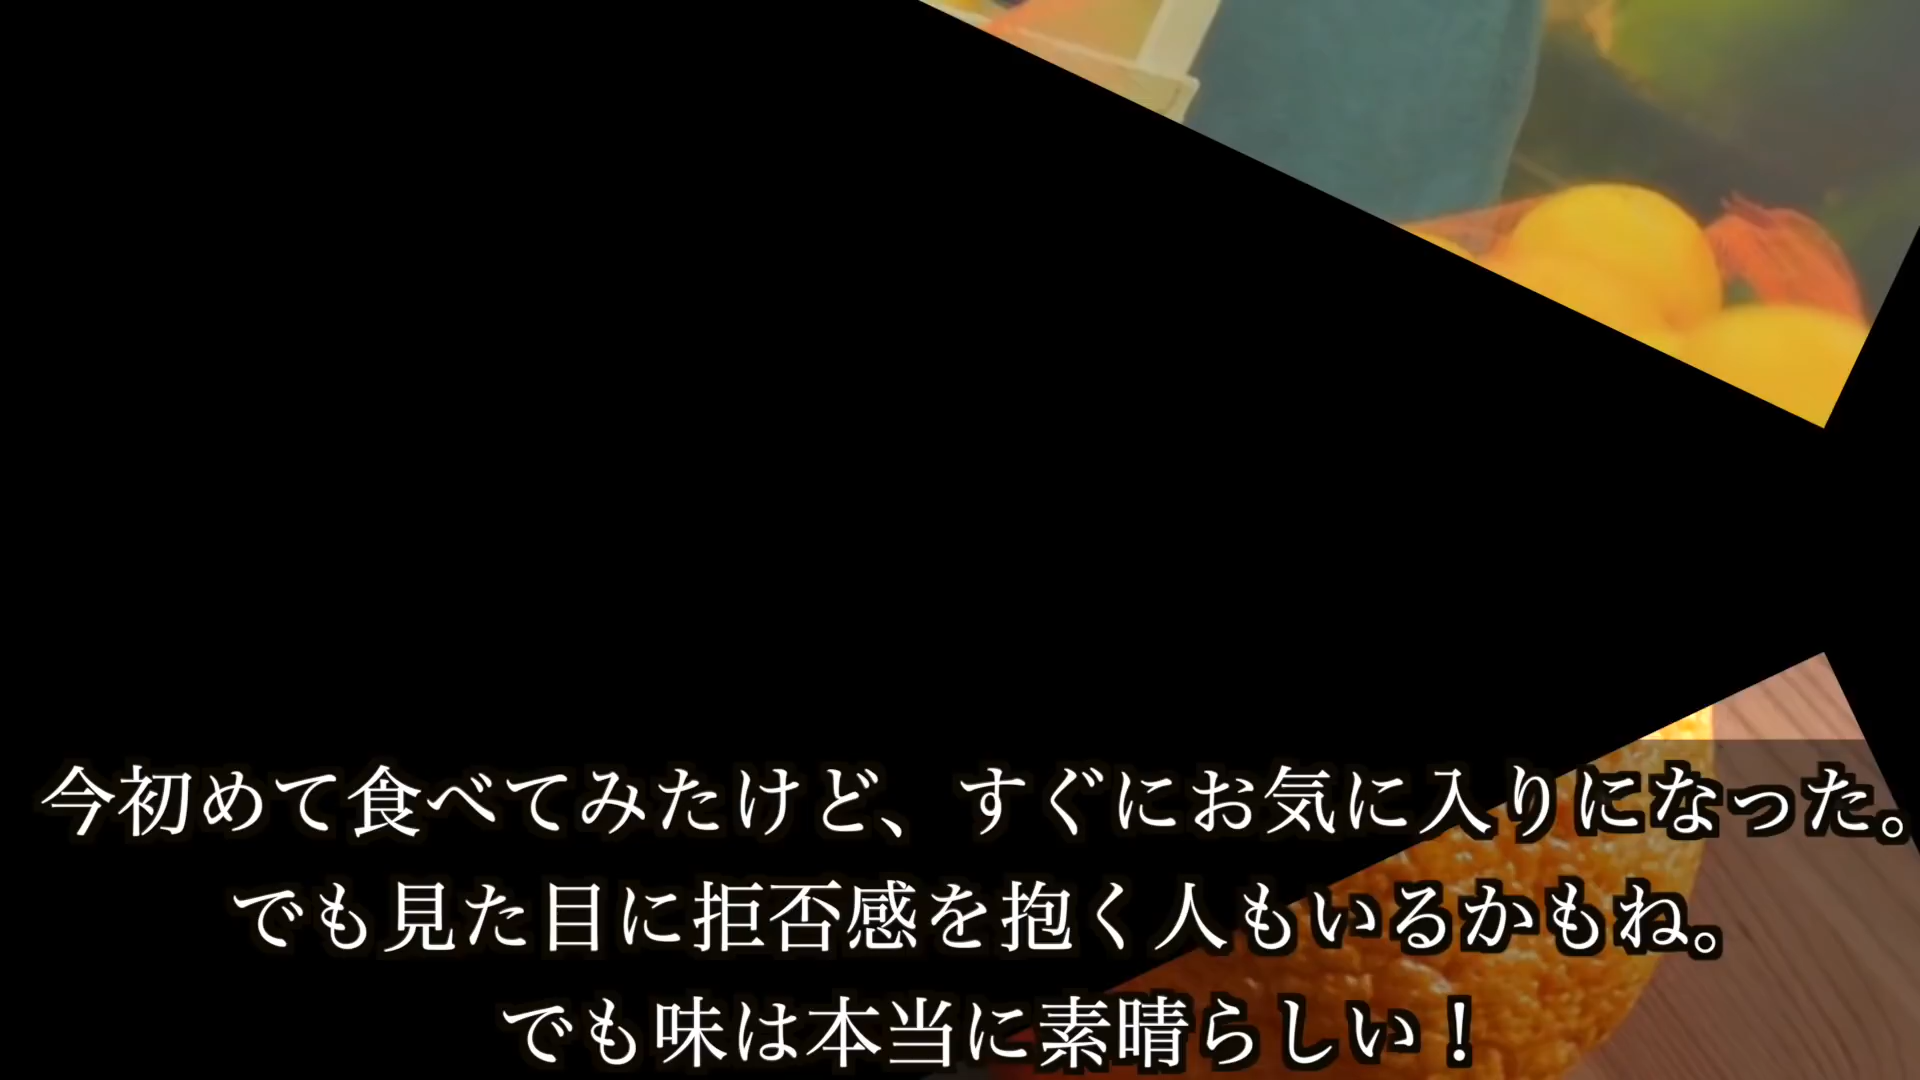 今初めて食べてみたけど、すぐにお気に入りになった。
でも見た目に拒否感を抱く人もいるかもね。
でも味は本当に素晴らしい！